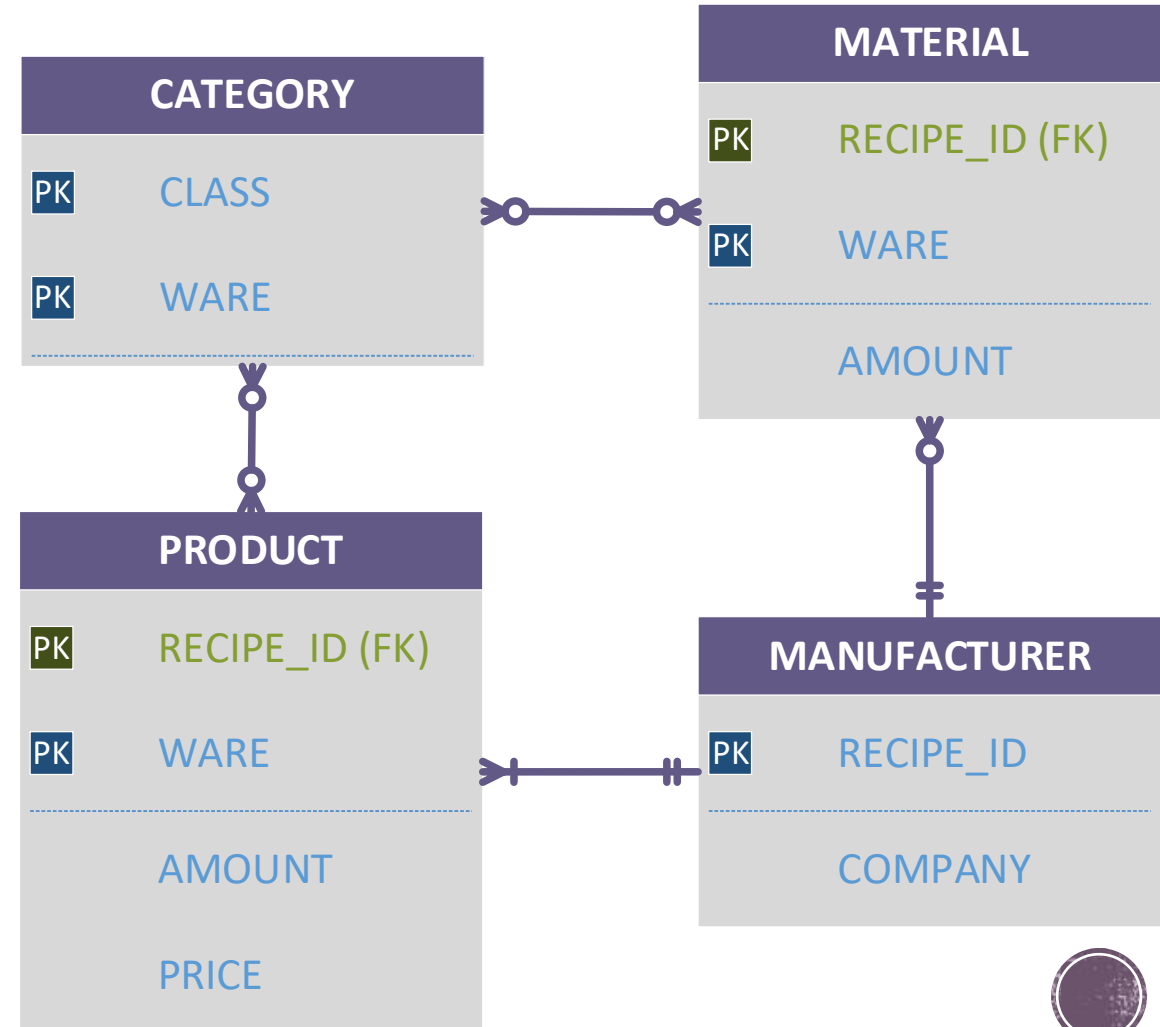 CATEGORY
PK CLASS
PK WARE
MATERIAL
PK RECIPE_ID (FK)
PK WARE
AMOUNT
PRODUCT
PK RECIPE_ID (FK)
PK WARE
AMOUNT
PRICE
MANUFACTURER
PK RECIPE_ID
COMPANY